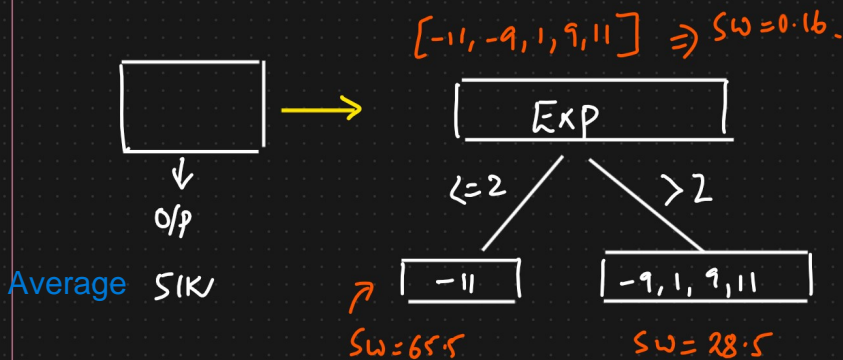 [-11, -9, 1, 9, 11] ⇒ SW = 0.16.
Exp
<=2
>2
O/P
Average 51K
-11
-9, 1, 9, 11
SW = 65.5
SW = 28.5